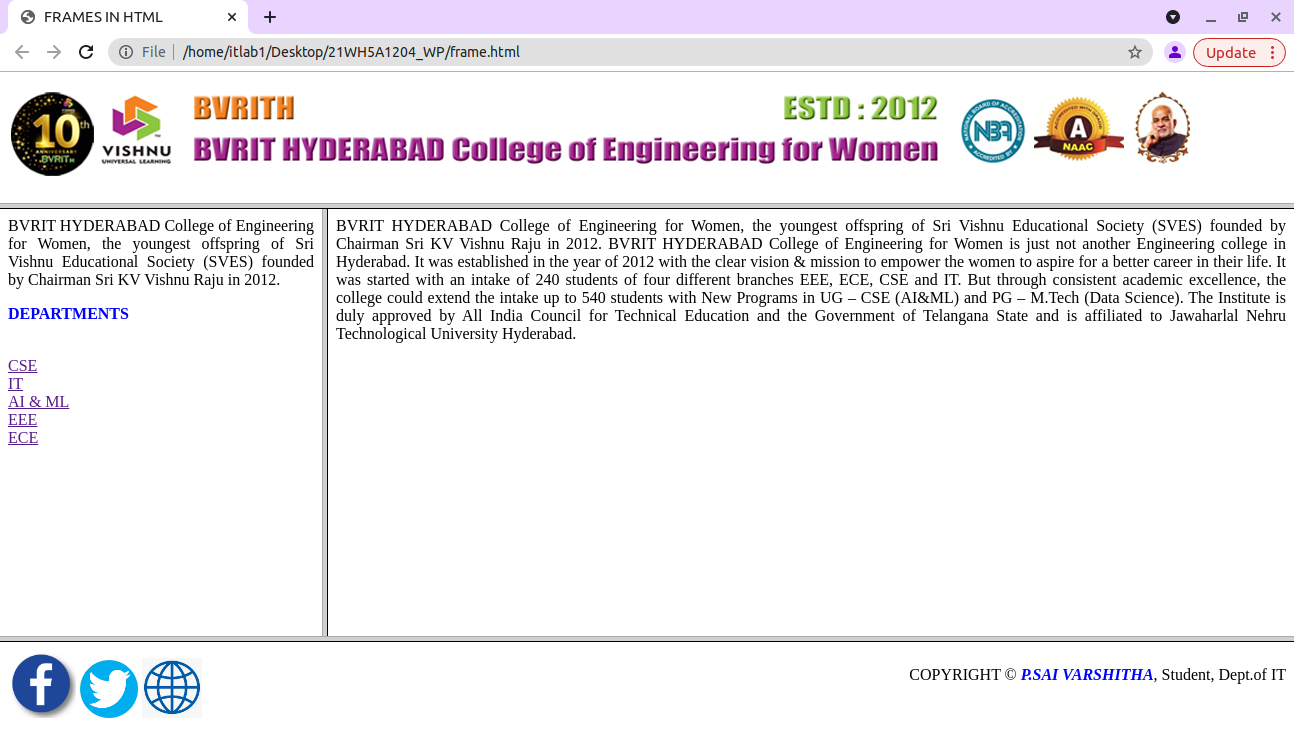 FRAMES IN HTML
File /home/itlab1/Desktop/21WH5A1204_WP/frame.html
Update
10th
ANNIVERSARY
BVRITH
VISHNU
UNIVERSAL LEARNING
BVRITH ESTD : 2012
BVRIT HYDERABAD College of Engineering for Women
NATIONAL BOARD OF ACCREDITATION
NBA
ACCREDITED BY
NAAC
A
BVRIT HYDERABAD College of Engineering
for Women, the youngest offspring of Sri
Vishnu Educational Society (SVES) founded
by Chairman Sri KV Vishnu Raju in 2012.
DEPARTMENTS
CSE
IT
AI & ML
EEE
ECE
BVRIT HYDERABAD College of Engineering for Women, the youngest offspring of Sri Vishnu Educational Society (SVES) founded by
Chairman Sri KV Vishnu Raju in 2012. BVRIT HYDERABAD College of Engineering for Women is just not another Engineering college in
Hyderabad. It was established in the year of 2012 with the clear vision & mission to empower the women to aspire for a better career in their life. It
was started with an intake of 240 students of four different branches EEE, ECE, CSE and IT. But through consistent academic excellence, the
college could extend the intake up to 540 students with New Programs in UG – CSE (AI&ML) and PG – M.Tech (Data Science). The Institute is
duly approved by All India Council for Technical Education and the Government of Telangana State and is affiliated to Jawaharlal Nehru
Technological University Hyderabad.
COPYRIGHT © P.SAI VARSHITHA, Student, Dept.of IT